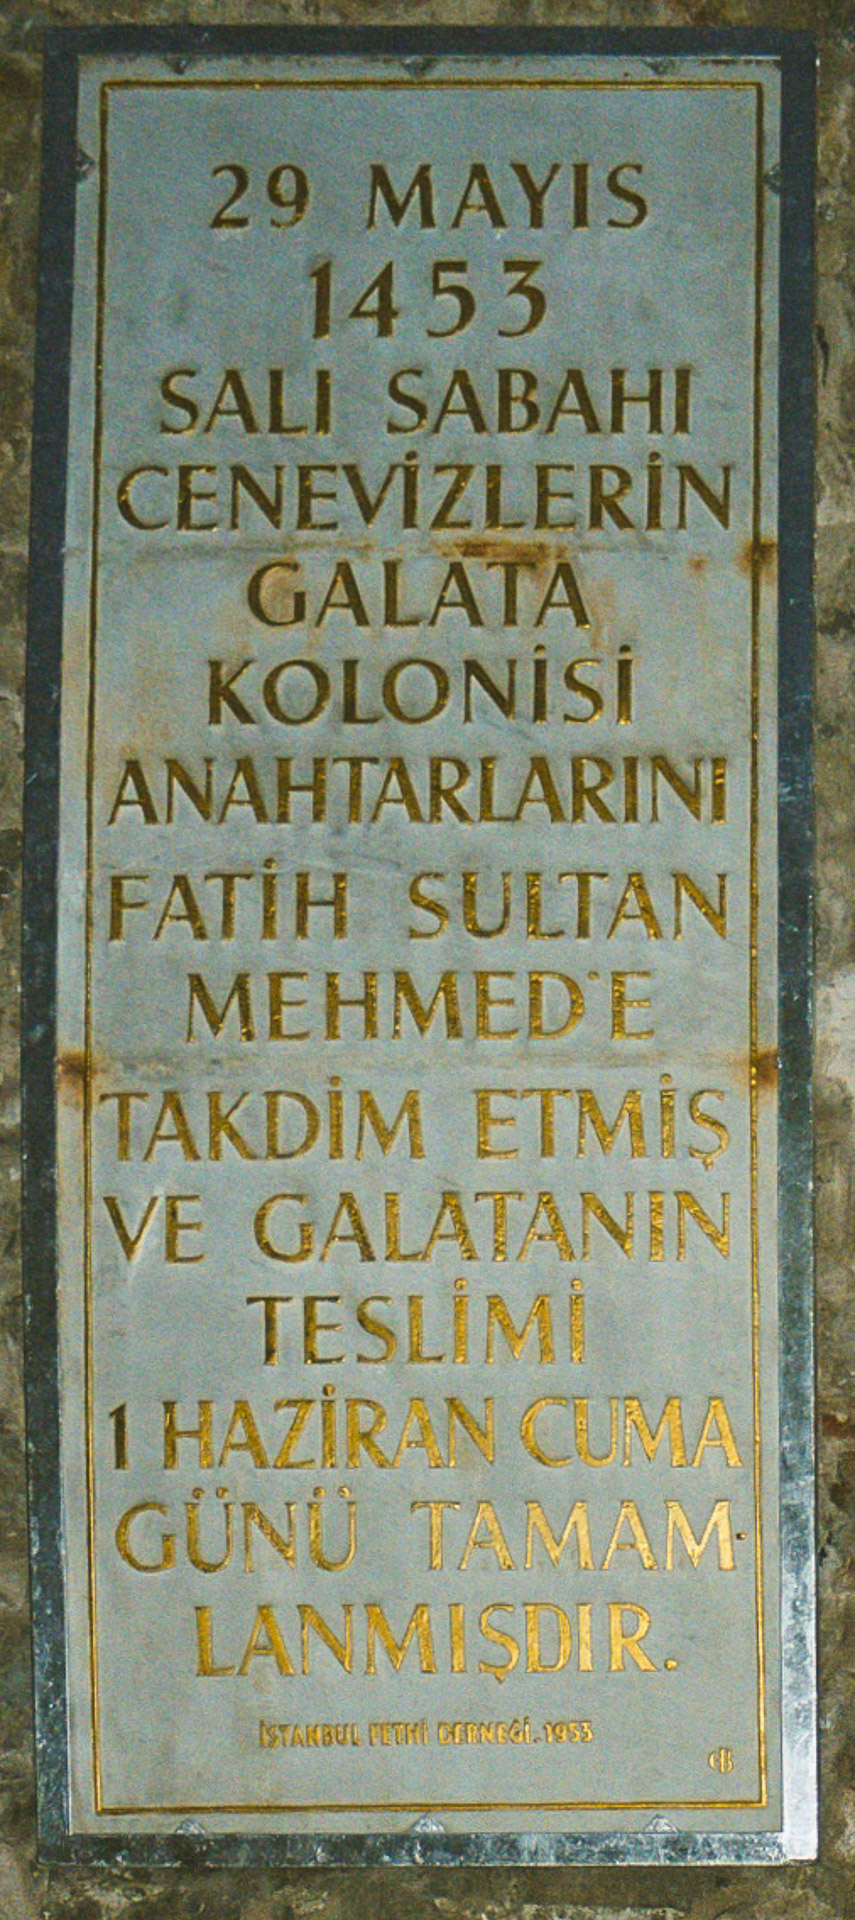 29 MAYIS
1453
SALI SABAHI
CENEVİZLERİN
GALATA
KOLONİSİ
ANAHTARLARINI
FATİH SULTAN
MEHMED'E
TAKDİM ETMİŞ
VE GALATANIN
TESLİMİ
1 HAZİRAN CUMA
GÜNÜ TAMAM-
LANMIŞDIR.
İSTANBUL FETHİ DERNEĞİ.1953